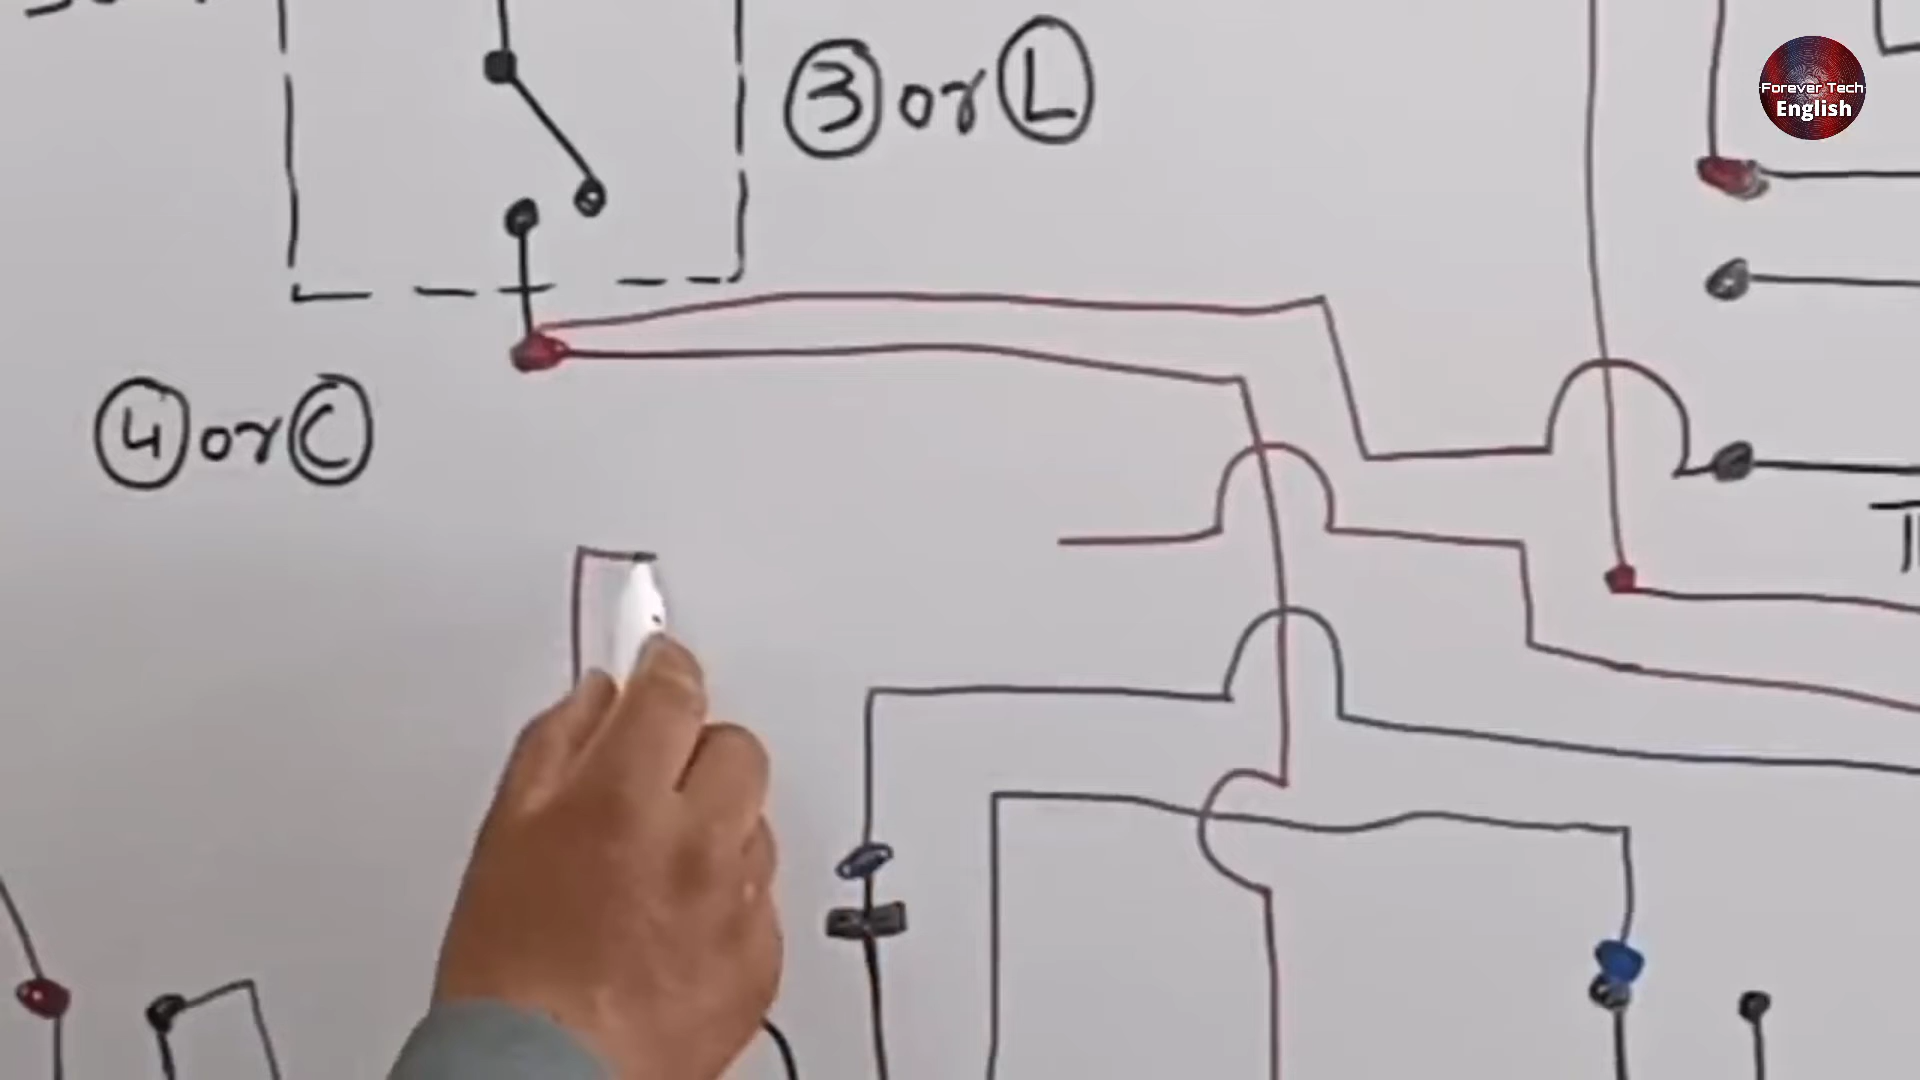 ③ or Ⓛ
Forever Tech
English
④ or Ⓒ